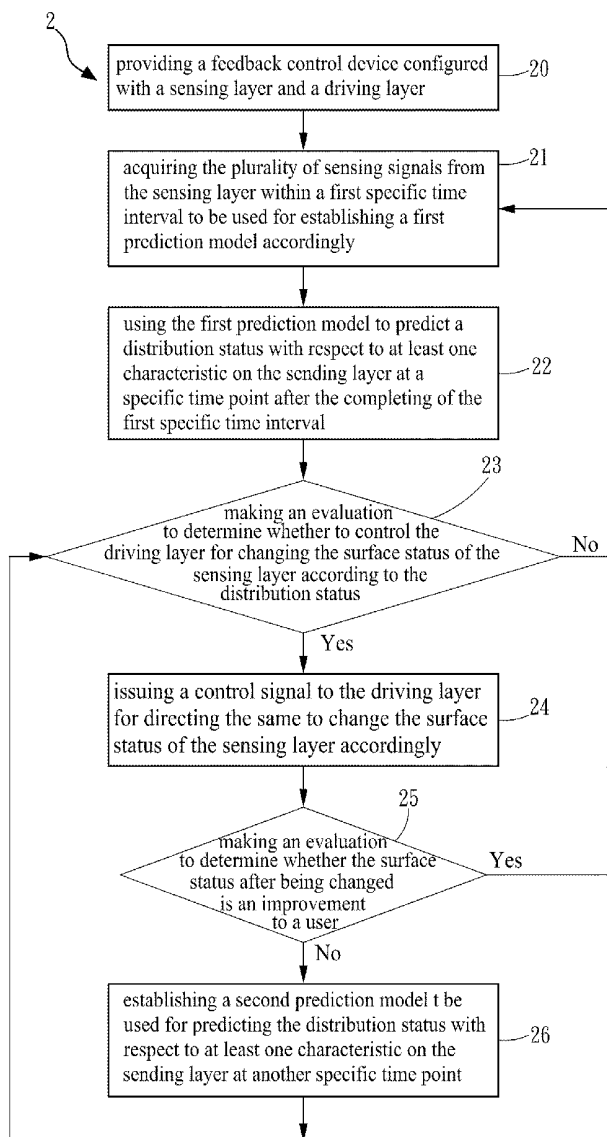 2
providing a feedback control device configured
with a sensing layer and a driving layer
20
acquiring the plurality of sensing signals from
the sensing layer within a first specific time
interval to be used for establishing a first
prediction model accordingly
21
using the first prediction model to predict a
distribution status with respect to at least one
characteristic on the sending layer at a
specific time point after the completing of the
first specific time interval
22
23
making an evaluation
to determine whether to control the
driving layer for changing the surface status of the
sensing layer according to the
distribution status
No
Yes
issuing a control signal to the driving layer
for directing the same to change the surface
status of the sensing layer accordingly
24
25
making an evaluation
to determine whether the surface
status after being changed
is an improvement
to a user
Yes
No
establishing a second prediction model t be
used for predicting the distribution status with
respect to at least one characteristic on the
sending layer at another specific time point
26